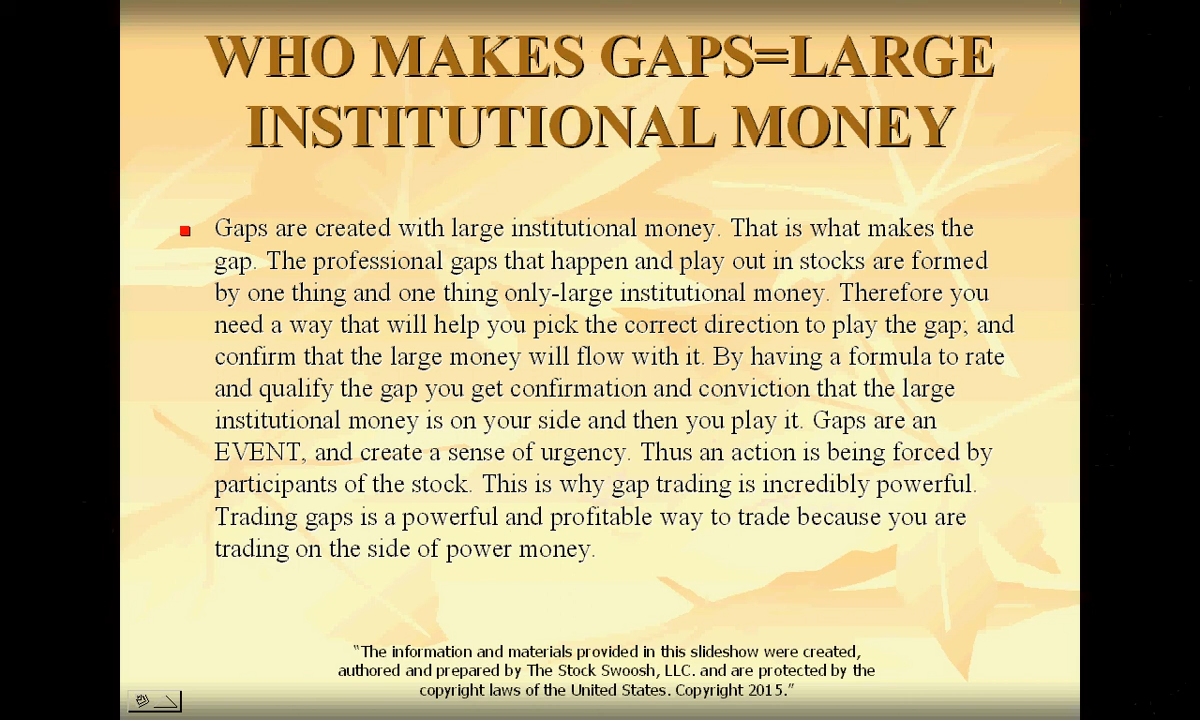 WHO MAKES GAPS=LARGE
INSTITUTIONAL MONEY
Gaps are created with large institutional money. That is what makes the
gap. The professional gaps that happen and play out in stocks are formed
by one thing and one thing only-large institutional money. Therefore you
need a way that will help you pick the correct direction to play the gap; and
confirm that the large money will flow with it. By having a formula to rate
and qualify the gap you get confirmation and conviction that the large
institutional money is on your side and then you play it. Gaps are an
EVENT, and create a sense of urgency. Thus an action is being forced by
participants of the stock. This is why gap trading is incredibly powerful.
Trading gaps is a powerful and profitable way to trade because you are
trading on the side of power money.
“The information and materials provided in this slideshow were created,
authored and prepared by The Stock Swoosh, LLC. and are protected by the
copyright laws of the United States. Copyright 2015.”